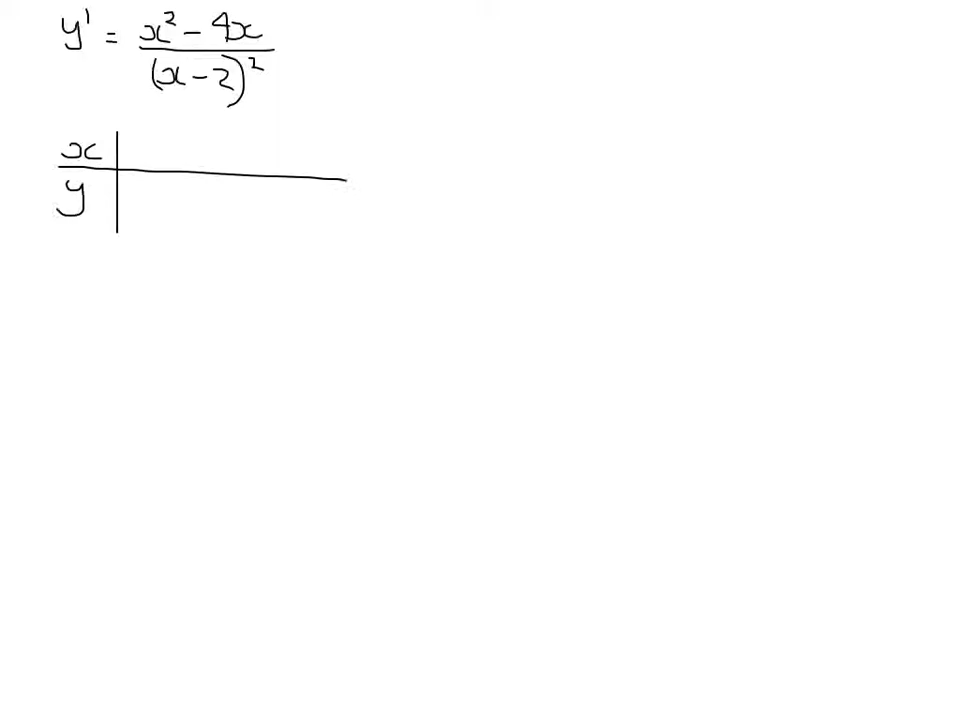 y' = x² - 4x / (x - 2)²
x
y